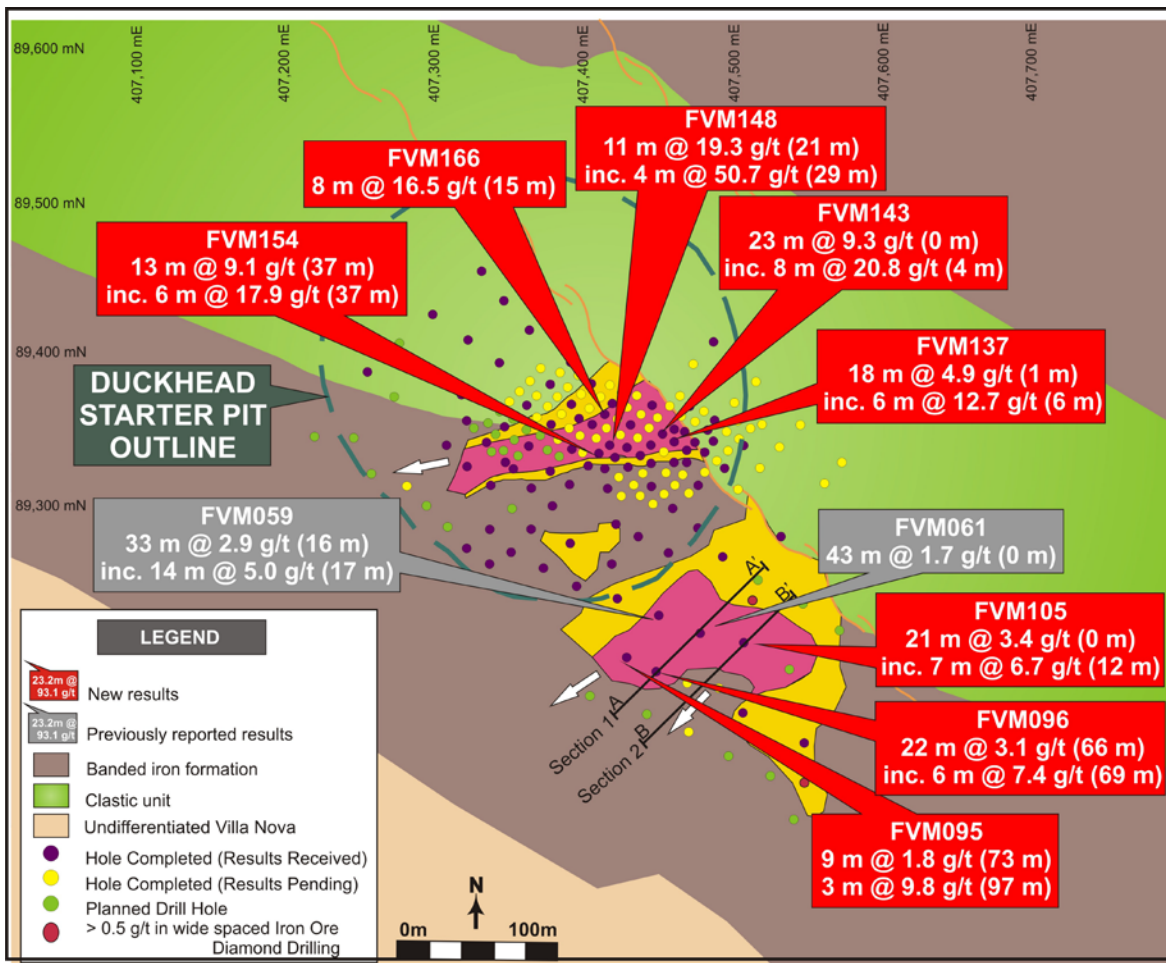 407,100 mE
407,200 mE
407,300 mE
407,400 mE
407,500 mE
407,600 mE
407,700 mE
89,600 mN
89,500 mN
89,400 mN
89,300 mN
FVM148
11 m @ 19.3 g/t (21 m)
inc. 4 m @ 50.7 g/t (29 m)
FVM166
8 m @ 16.5 g/t (15 m)
FVM143
23 m @ 9.3 g/t (0 m)
inc. 8 m @ 20.8 g/t (4 m)
FVM154
13 m @ 9.1 g/t (37 m)
inc. 6 m @ 17.9 g/t (37 m)
FVM137
18 m @ 4.9 g/t (1 m)
inc. 6 m @ 12.7 g/t (6 m)
DUCKHEAD
STARTER PIT
OUTLINE
FVM059
33 m @ 2.9 g/t (16 m)
inc. 14 m @ 5.0 g/t (17 m)
FVM061
43 m @ 1.7 g/t (0 m)
A'
B'
FVM105
21 m @ 3.4 g/t (0 m)
inc. 7 m @ 6.7 g/t (12 m)
A
Section 1
B
Section 2
FVM096
22 m @ 3.1 g/t (66 m)
inc. 6 m @ 7.4 g/t (69 m)
FVM095
9 m @ 1.8 g/t (73 m)
3 m @ 9.8 g/t (97 m)
LEGEND
23.2m @
93.1 g/t
New results
23.2m @
93.1 g/t
Previously reported results
Banded iron formation
Clastic unit
Undifferentiated Villa Nova
Hole Completed (Results Received)
Hole Completed (Results Pending)
Planned Drill Hole
> 0.5 g/t in wide spaced Iron Ore
Diamond Drilling
N
0m
100m